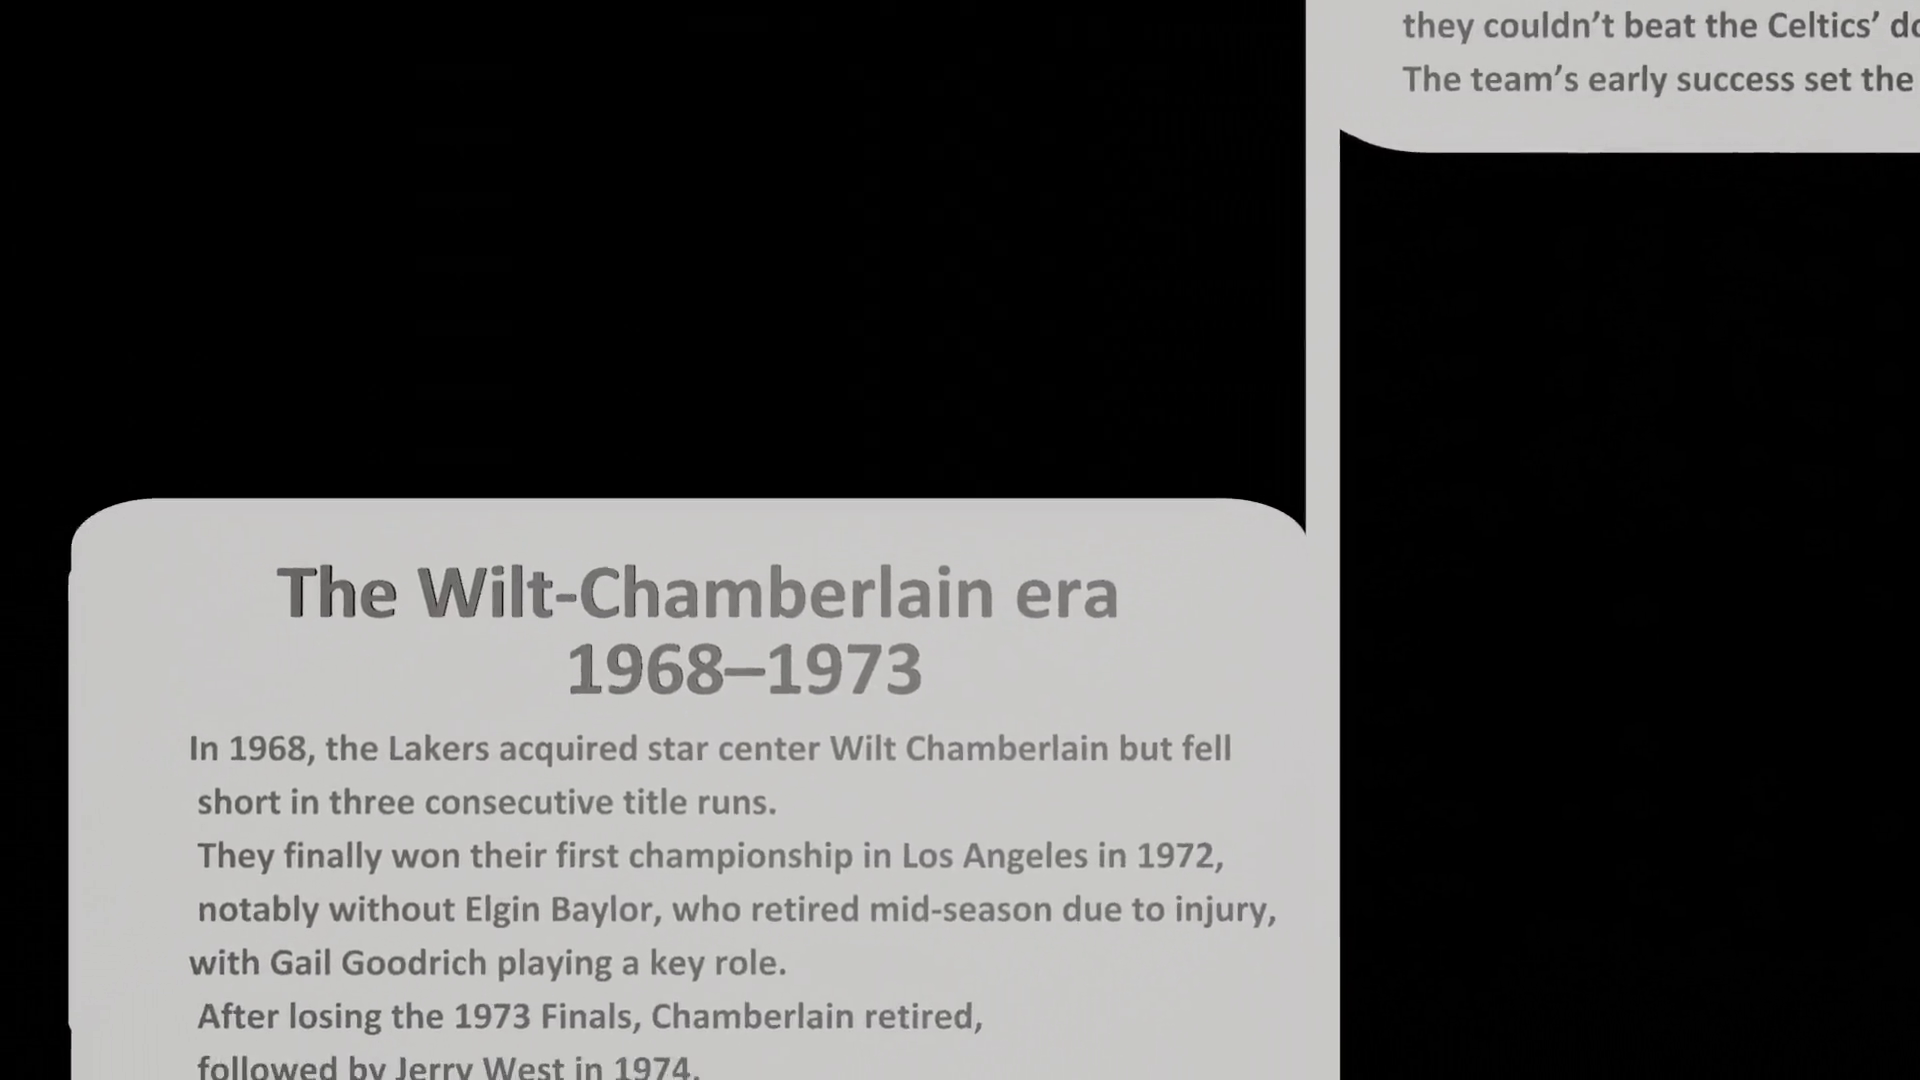 they couldn’t beat the Celtics’
The team’s early success set the
The Wilt-Chamberlain era
1968–1973
In 1968, the Lakers acquired star center Wilt Chamberlain but fell
short in three consecutive title runs.
They finally won their first championship in Los Angeles in 1972,
notably without Elgin Baylor, who retired mid-season due to injury,
with Gail Goodrich playing a key role.
After losing the 1973 Finals, Chamberlain retired,
followed by Jerry West in 1974.